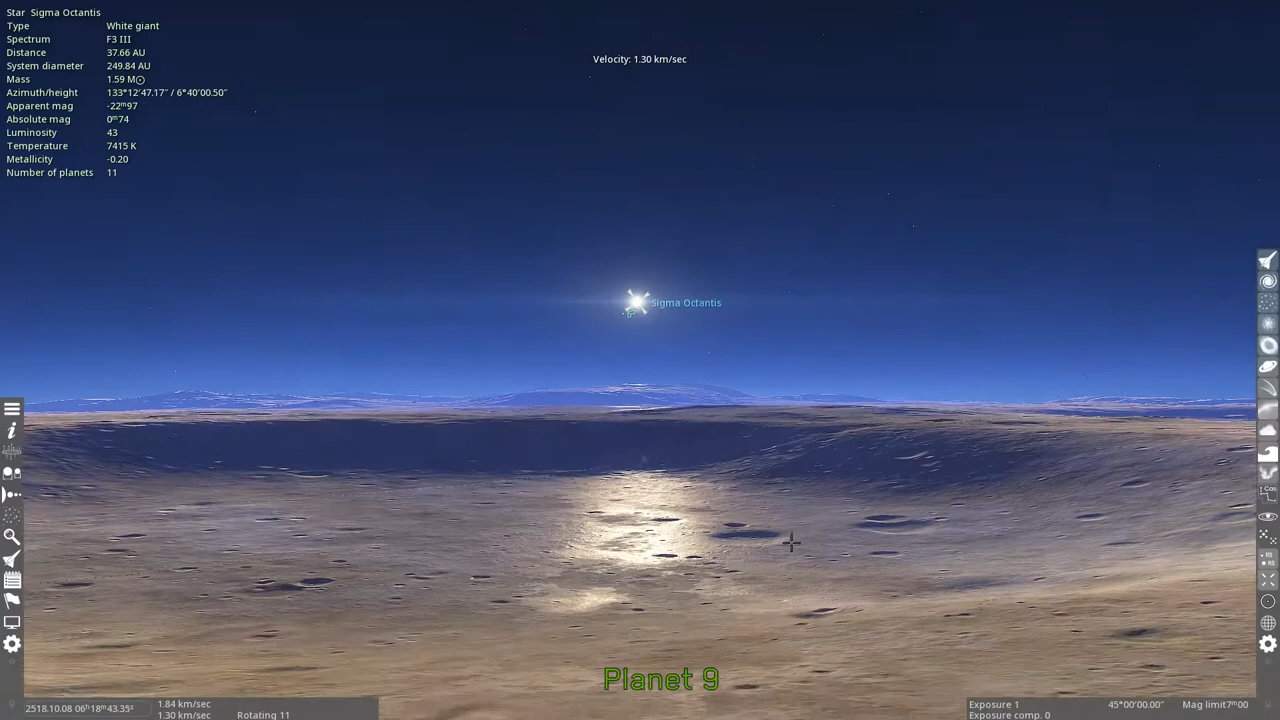 Star Sigma Octantis
Type White giant
Spectrum F3 III
Distance 37.66 AU
System diameter 249.84 AU
Mass 1.59 M☉
Azimuth/height 133°12'47.17" / 6°40'00.50"
Apparent mag -22ᵐ97
Absolute mag 0ᵐ74
Luminosity 43
Temperature 7415 K
Metallicity -0.20
Number of planets 11
Velocity: 1.30 km/sec
Sigma Octantis
Planet 9
2518.10.08 06ʰ18ᵐ43.35ˢ
1.84 km/sec
1.30 km/sec Rotating 11
Exposure 1 45°00'00.00" Mag limit7ᵐ00
Exposure comp. 0